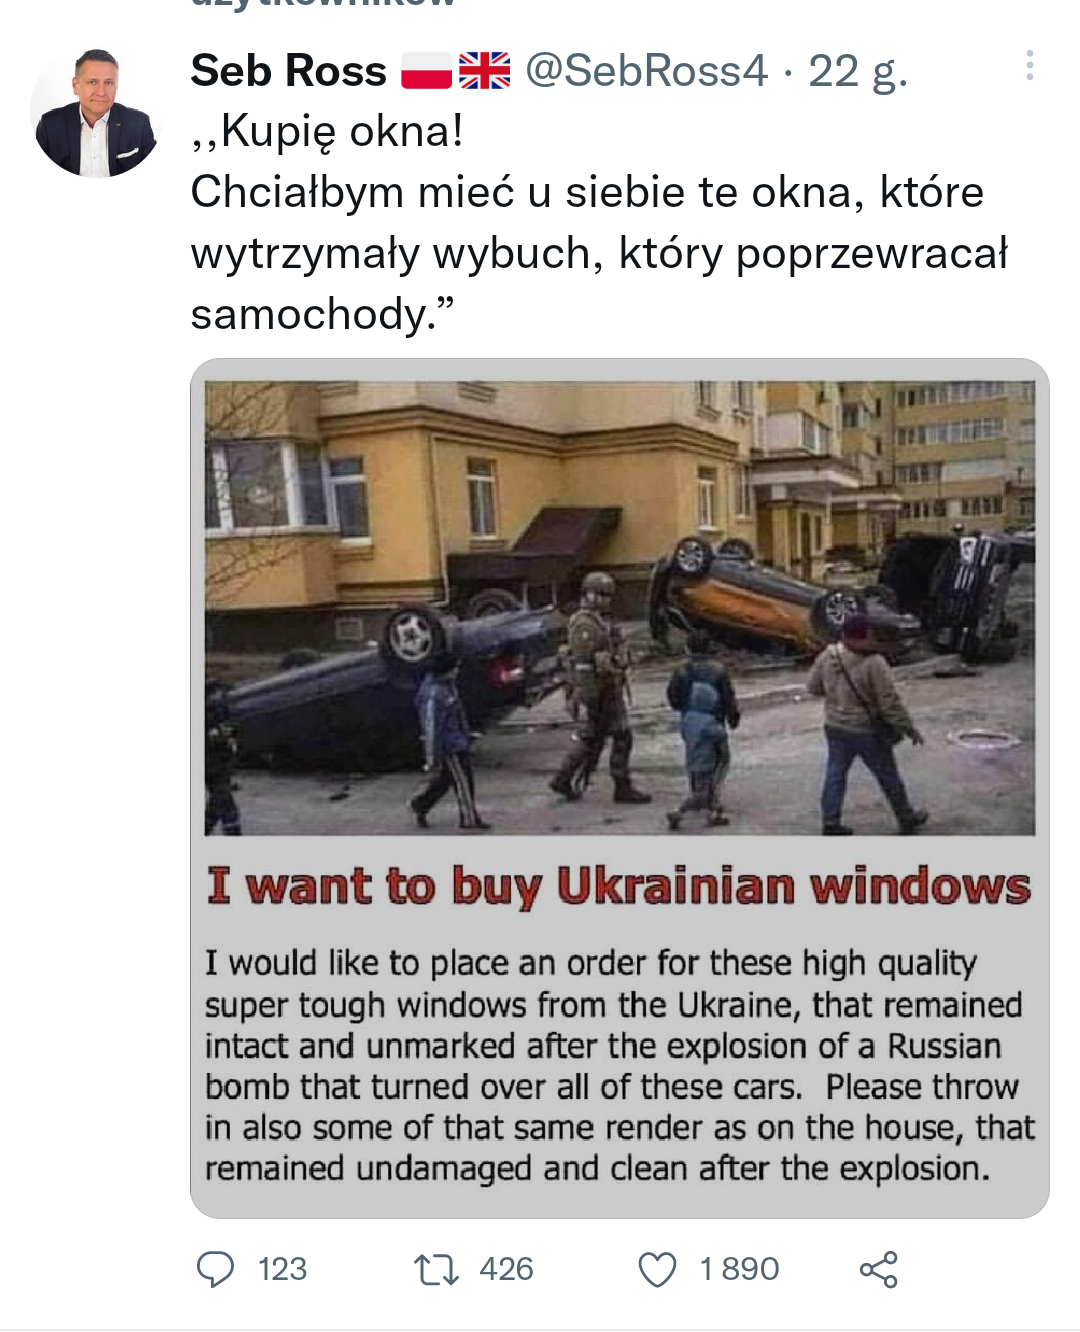 użytkowników
Seb Ross 🇵🇱🇬🇧 @SebRoss4 · 22 g.
,,Kupię okna!
Chciałbym mieć u siebie te okna, które
wytrzymały wybuch, który poprzewracał
samochody.”
I want to buy Ukrainian windows
I would like to place an order for these high quality
super tough windows from the Ukraine, that remained
intact and unmarked after the explosion of a Russian
bomb that turned over all of these cars. Please throw
in also some of that same render as on the house, that
remained undamaged and clean after the explosion.
123 426 1 890